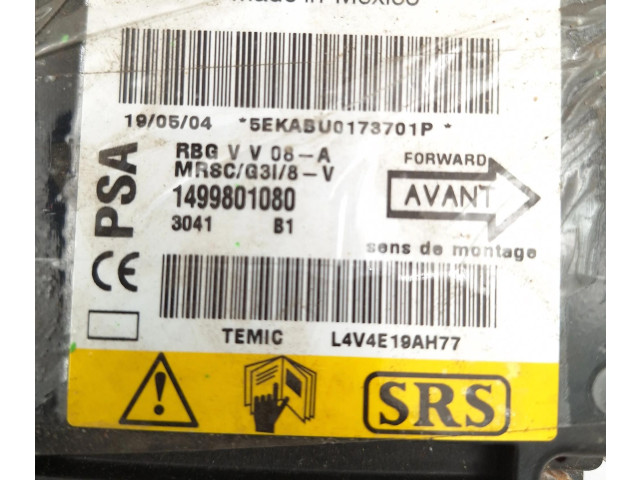 made in Mexico
19/05/04 *5EKABU0173701P*
PSA
RBG V V 08-A
MRSC/G3I/8-V
1499801080
3041 B1
FORWARD
AVANT
sens de montage
CE
TEMIC L4V4E19AH77
SRS